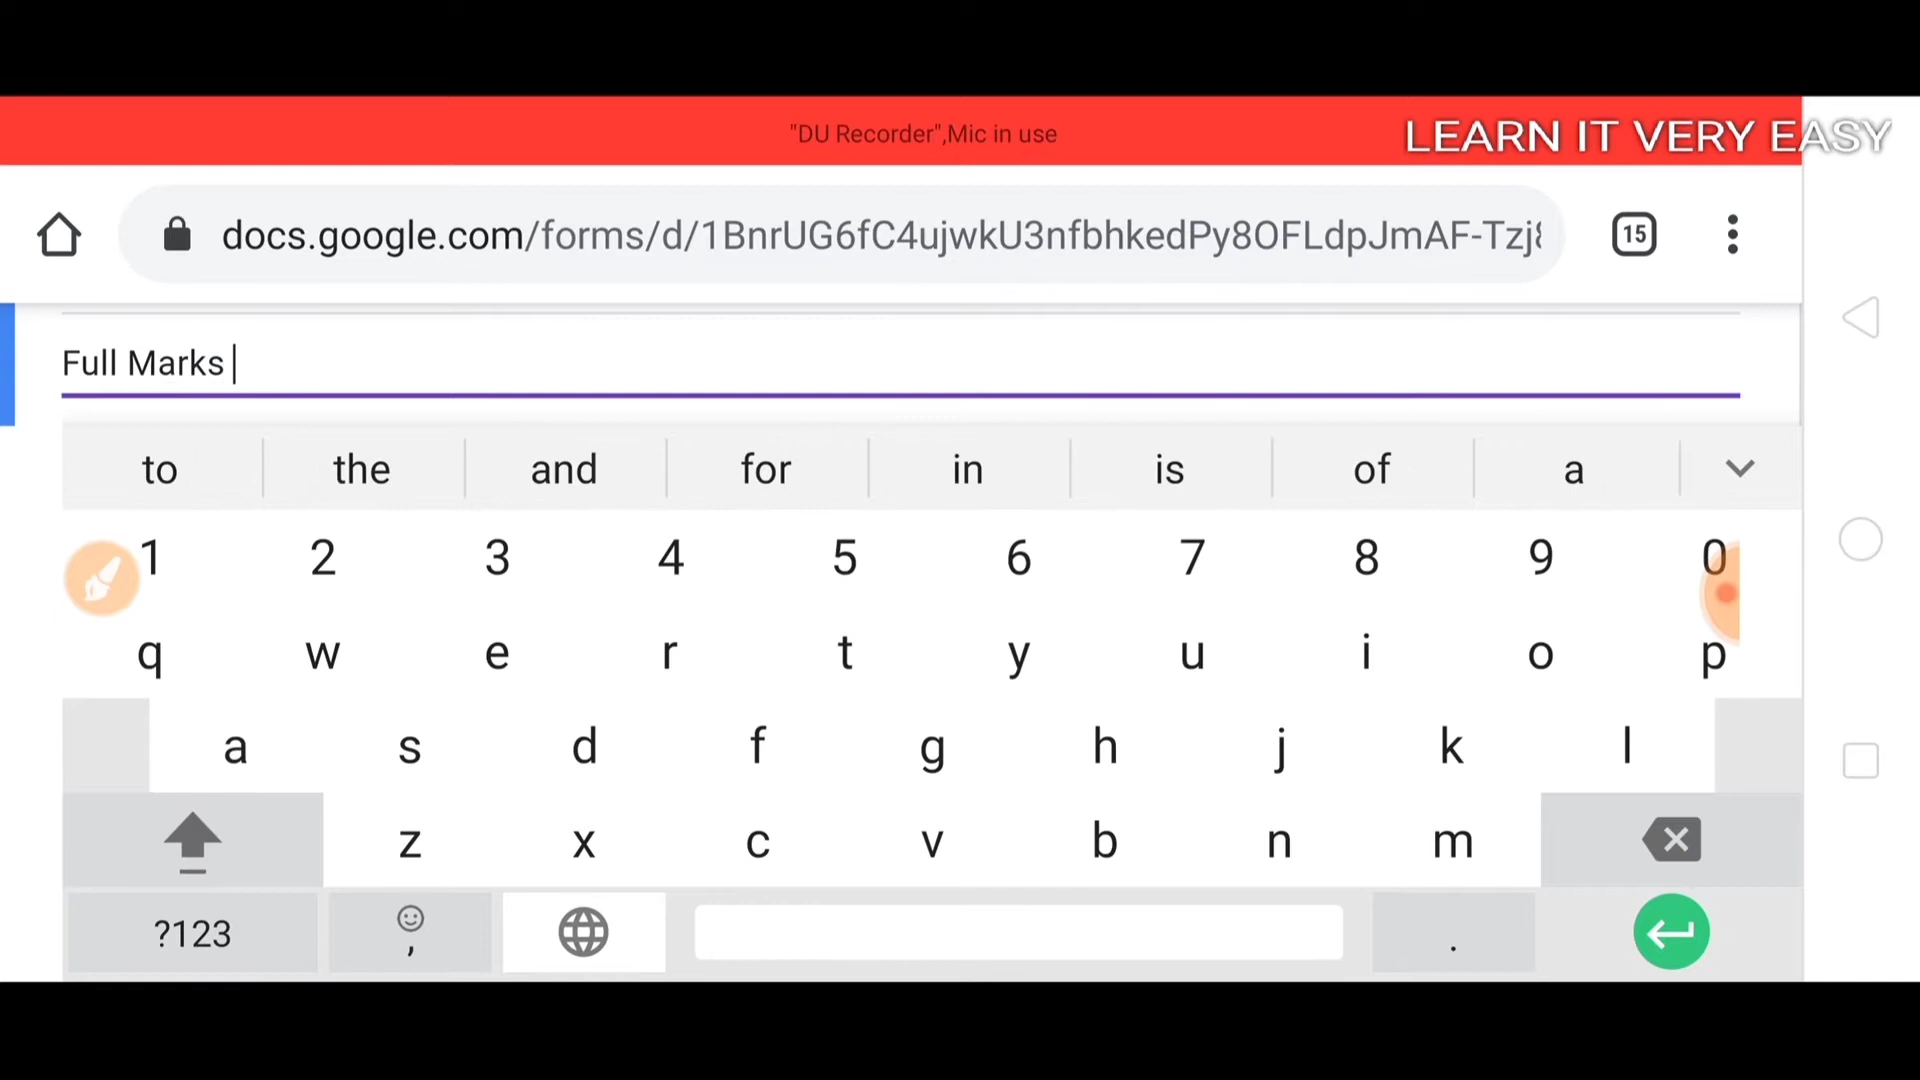 "DU Recorder",Mic in use
LEARN IT VERY EASY
docs.google.com/forms/d/1BnrUG6fC4ujwkU3nfbhkedPy8OFLdpJmAF-Tzj
15
Full Marks
to the and for in is of a
1 2 3 4 5 6 7 8 9 0
q w e r t y u i o p
a s d f g h j k l
z x c v b n m
?123 , .